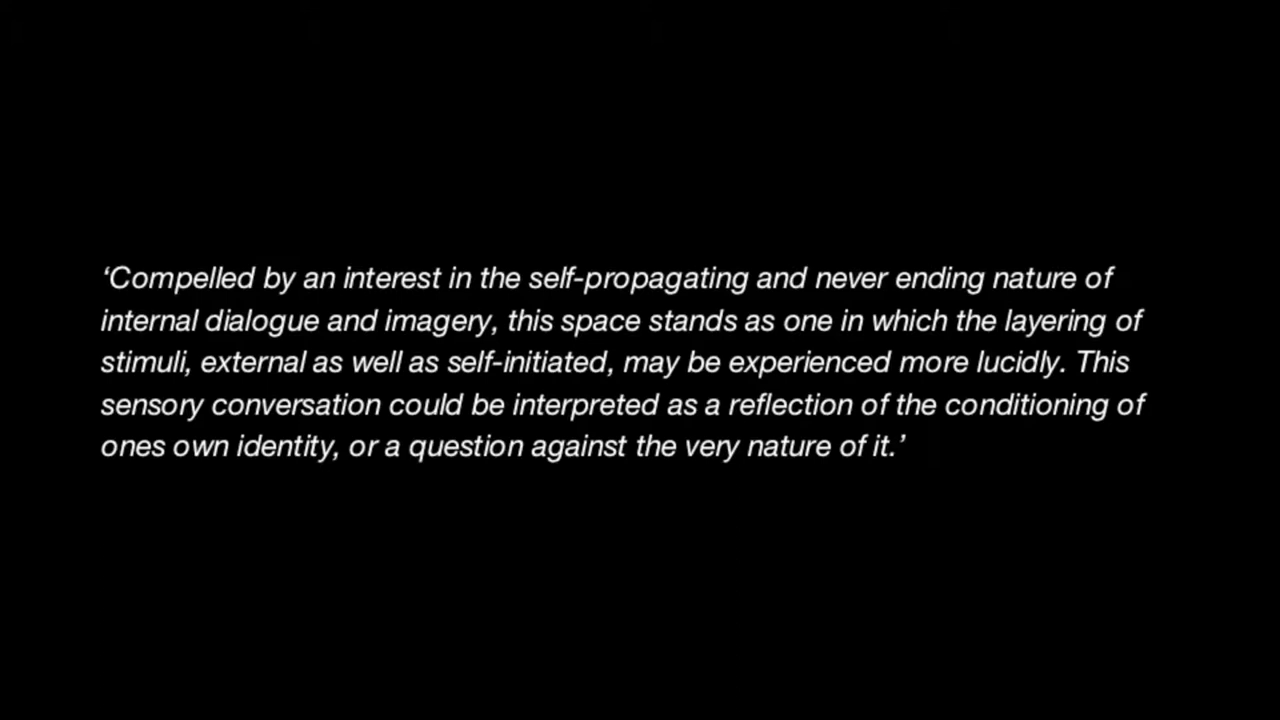 ‘Compelled by an interest in the self-propagating and never ending nature of
internal dialogue and imagery, this space stands as one in which the layering of
stimuli, external as well as self-initiated, may be experienced more lucidly. This
sensory conversation could be interpreted as a reflection of the conditioning of
ones own identity, or a question against the very nature of it.’